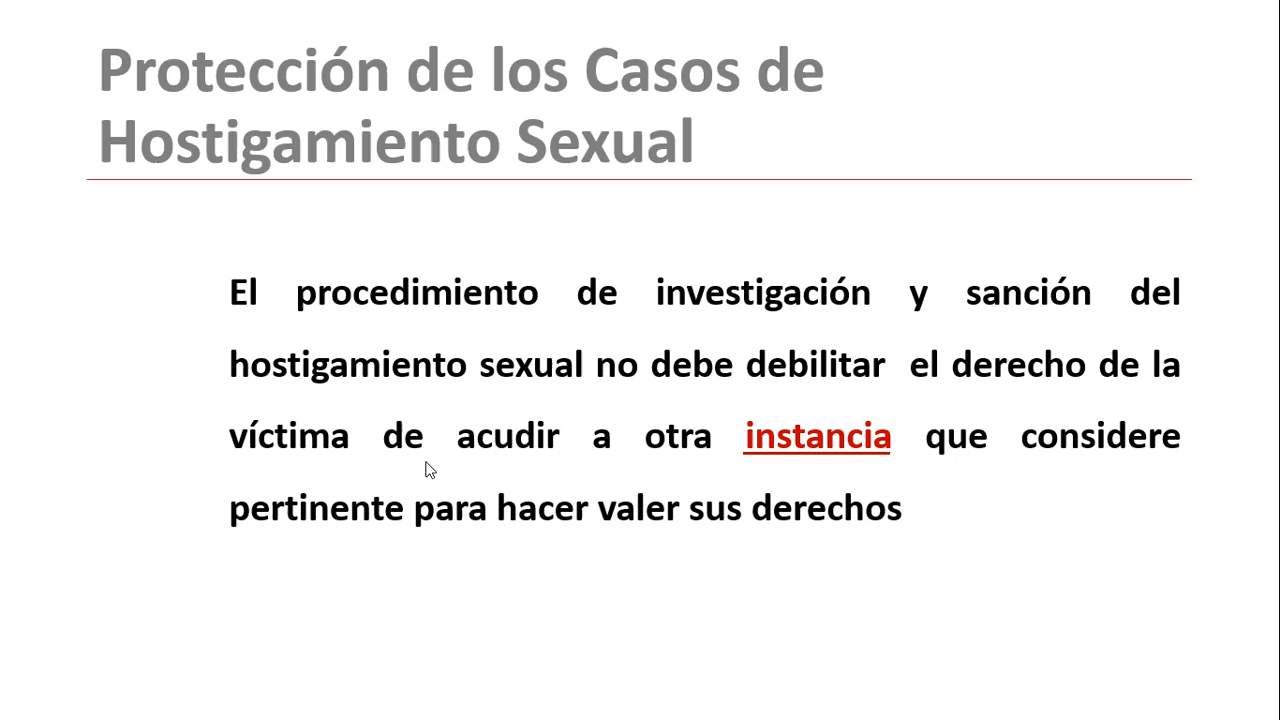 Protección de los Casos de
Hostigamiento Sexual
El procedimiento de investigación y sanción del
hostigamiento sexual no debe debilitar el derecho de la
víctima de acudir a otra instancia que considere
pertinente para hacer valer sus derechos